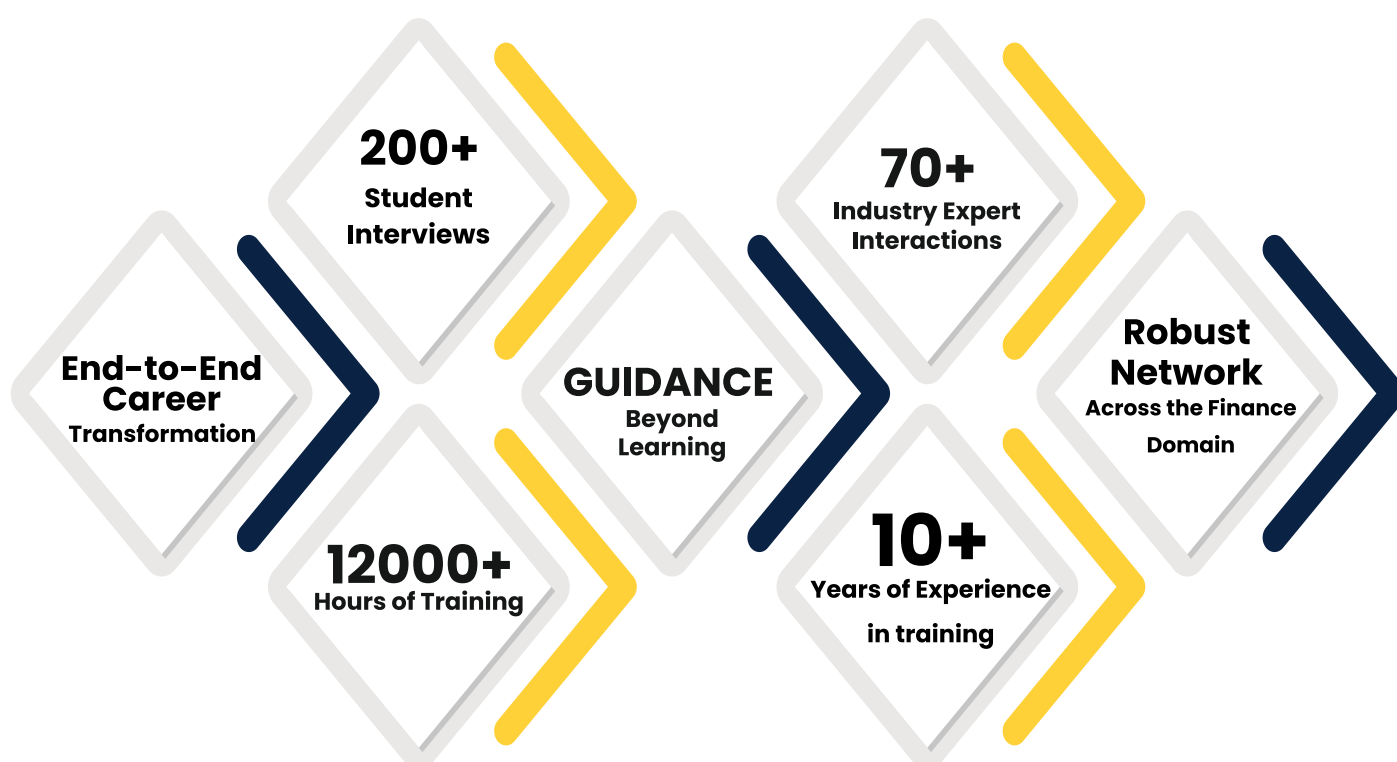 200+
Student
Interviews
70+
Industry Expert
Interactions
End-to-End
Career
Transformation
GUIDANCE
Beyond
Learning
Robust
Network
Across the Finance
Domain
12000+
Hours of Training
10+
Years of Experience
in training